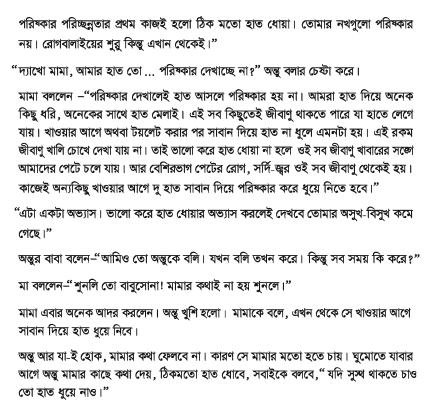 পরিষ্কার পরিচ্ছন্নতার প্রথম কাজই হলো ঠিক মতো হাত ধোয়া। তোমার নখগুলো পরিষ্কার
নয়। রোগবালাইয়ের শুরু কিন্তু এখান থেকেই।”
“দ্যাখো মামা, আমার হাত তো ... পরিষ্কার দেখাচ্ছে না?” অন্তু বলার চেষ্টা করে।
মামা বললেন –“পরিষ্কার দেখালেই হাত আসলে পরিষ্কার হয় না। আমরা হাত দিয়ে অনেক
কিছু ধরি, অনেকের সাথে হাত মেলাই। এই সব কিছুতেই জীবাণু থাকতে পারে যা হাতে লেগে
যায়। খাওয়ার আগে অথবা টয়লেট করার পর সাবান দিয়ে হাত না ধুলে এমনটা হয়। এই রকম
জীবাণু খালি চোখে দেখা যায় না। তাই ভালো করে হাত ধোয়া না হলে ওই সব জীবাণু খাবারের সঙ্গে
আমাদের পেটে চলে যায়। আর বেশিরভাগ পেটের রোগ, সর্দি-জ্বর ওই সব জীবাণু থেকেই হয়।
কাজেই অন্যকিছু খাওয়ার আগে দু হাত সাবান দিয়ে পরিষ্কার করে ধুয়ে নিতে হবে।”
“এটা একটা অভ্যাস। ভালো করে হাত ধোয়ার অভ্যাস করলেই দেখবে তোমার অসুখ-বিসুখ কমে
গেছে।”
অন্তুর বাবা বলেন–“আমিও তো অন্তুকে বলি। যখন বলি তখন করে। কিন্তু সব সময় কি করে?”
মা বললেন–“শুনলি তো বাবুসোনা! মামার কথাই না হয় শুনলে।”
মামা এবার অনেক আদর করলেন। অন্তু খুশি হলো। মামাকে বলে, এখন থেকে সে খাওয়ার আগে
সাবান দিয়ে হাত ধুয়ে নিবে।
অন্তু আর যা-ই হোক, মামার কথা ফেলবে না। কারণ সে মামার মতো হতে চায়। ঘুমোতে যাবার
আগে অন্তু মামার কাছে কথা দেয়, ঠিকমতো হাত ধোবে, সবাইকে বলবে,“ যদি সুস্থ থাকতে চাও
তো হাত ধুয়ে নাও।”